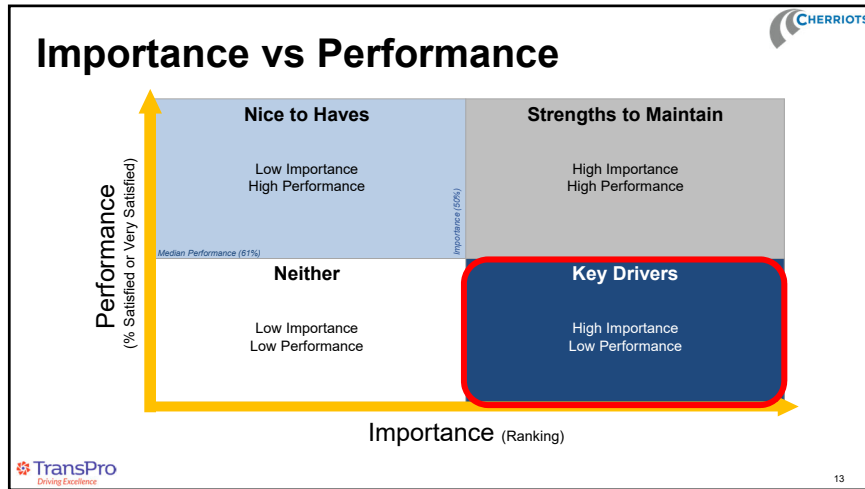 CHERRIOTS
Importance vs Performance
Nice to Haves
Low Importance
High Performance
Strengths to Maintain
High Importance
High Performance
Performance
(% Satisfied or Very Satisfied)
Importance (50%)
Median Performance (61%)
Neither
Low Importance
Low Performance
Key Drivers
High Importance
Low Performance
Importance (Ranking)
TransPro
Driving Excellence
13